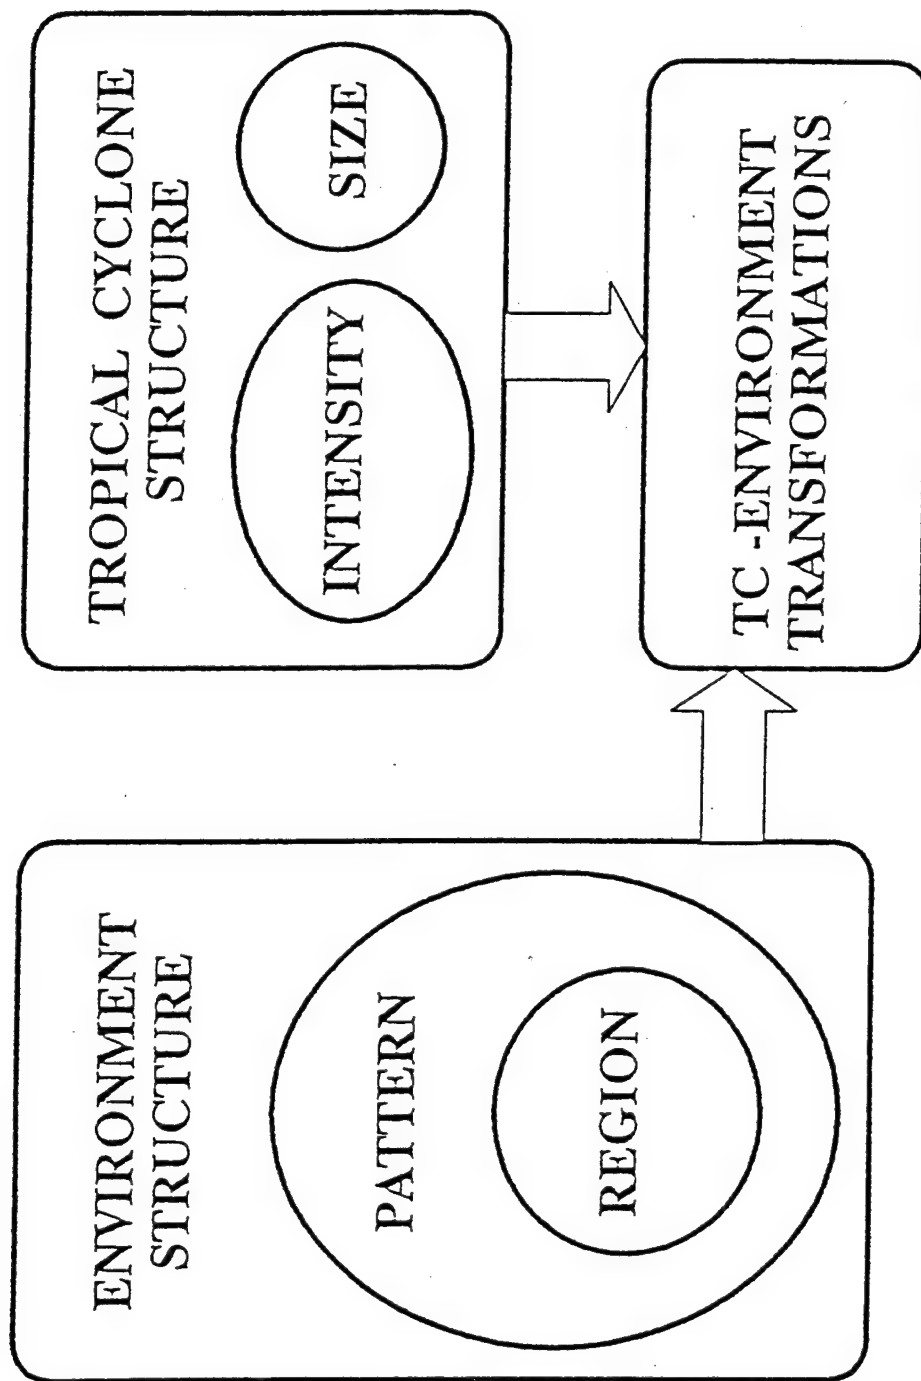 ENVIRONMENT
STRUCTURE
PATTERN
REGION
TROPICAL CYCLONE
STRUCTURE
INTENSITY
SIZE
TC -ENVIRONMENT
TRANSFORMATIONS